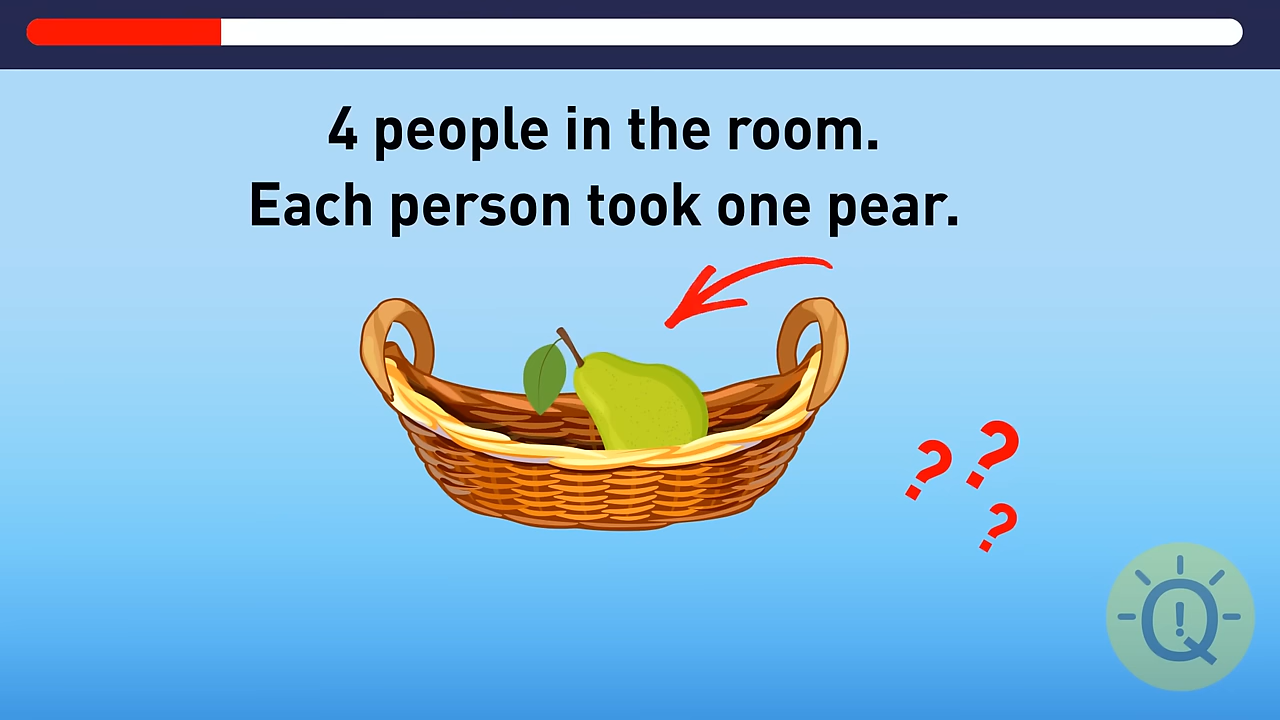 4 people in the room.
Each person took one pear.
? ?
?
Q!